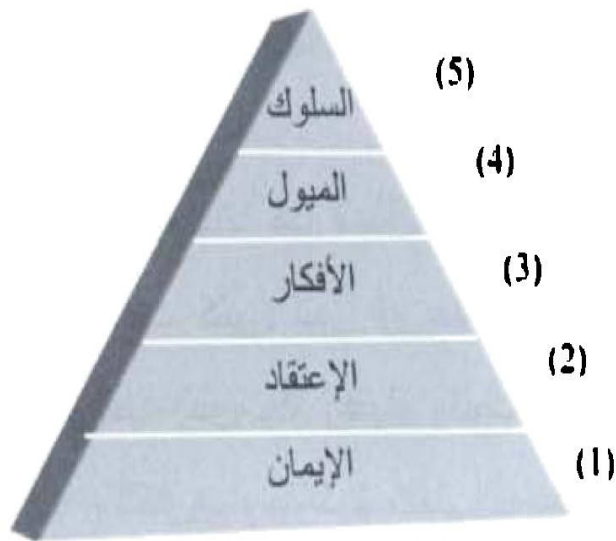 السلوك (5)
الميول (4)
الأفكار (3)
الإعتقاد (2)
الإيمان (1)